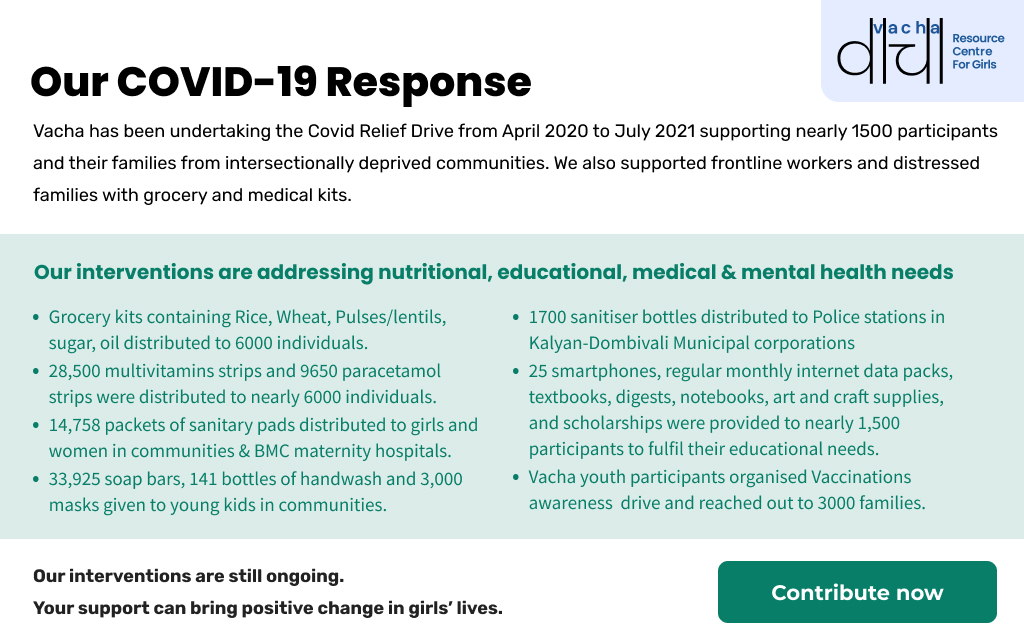 vacha
वाचा
Resource
Centre
For Girls
Our COVID-19 Response
Vacha has been undertaking the Covid Relief Drive from April 2020 to July 2021 supporting nearly 1500 participants
and their families from intersectionally deprived communities. We also supported frontline workers and distressed
families with grocery and medical kits.
Our interventions are addressing nutritional, educational, medical & mental health needs
• Grocery kits containing Rice, Wheat, Pulses/lentils,
sugar, oil distributed to 6000 individuals.
• 28,500 multivitamins strips and 9650 paracetamol
strips were distributed to nearly 6000 individuals.
• 14,758 packets of sanitary pads distributed to girls and
women in communities & BMC maternity hospitals.
• 33,925 soap bars, 141 bottles of handwash and 3,000
masks given to young kids in communities.
• 1700 sanitiser bottles distributed to Police stations in
Kalyan-Dombivali Municipal corporations
• 25 smartphones, regular monthly internet data packs,
textbooks, digests, notebooks, art and craft supplies,
and scholarships were provided to nearly 1,500
participants to fulfil their educational needs.
• Vacha youth participants organised Vaccinations
awareness  drive and reached out to 3000 families.
Our interventions are still ongoing.
Your support can bring positive change in girls’ lives.
Contribute now